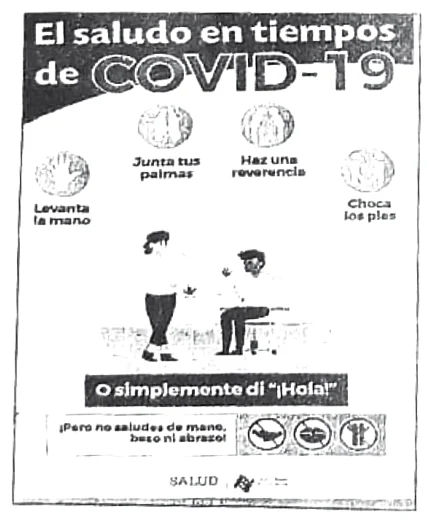 El saludo en tiempos
de COVID-19
Junta tus
palmas
Haz una
reverencia
Levanta
la mano
Choca
los pies
O simplemente di "¡Hola!"
¡Pero no saludes de mano,
beso ni abrazo!
SALUD